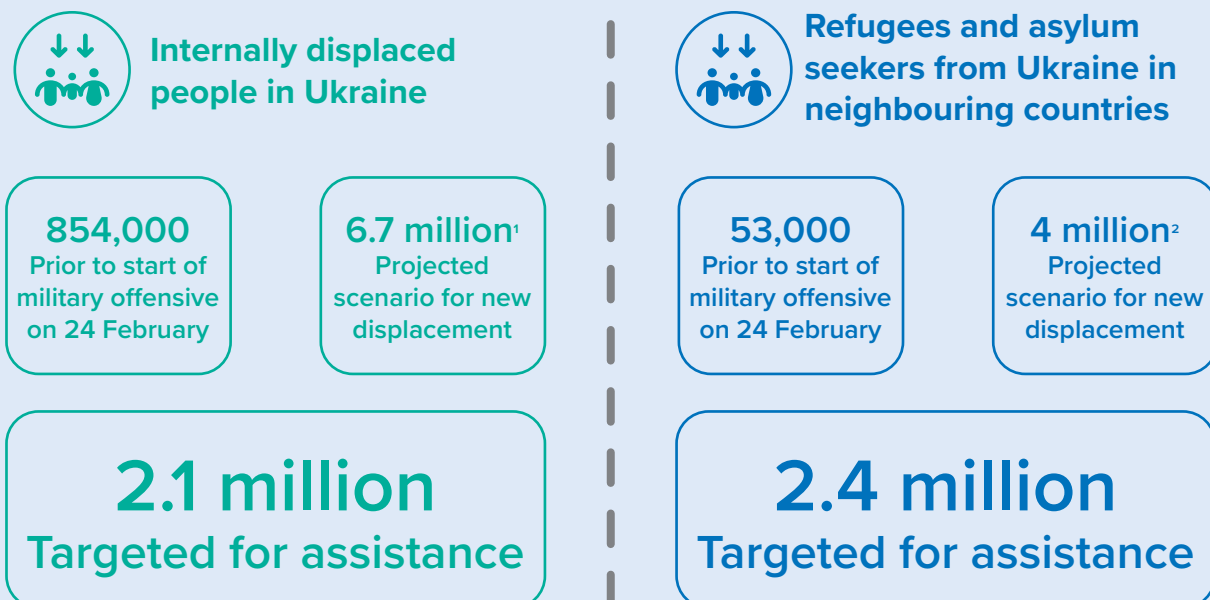 Internally displaced
people in Ukraine
854,000
Prior to start of
military offensive
on 24 February
6.7 million¹
Projected
scenario for new
displacement
2.1 million
Targeted for assistance
Refugees and asylum
seekers from Ukraine in
neighbouring countries
53,000
Prior to start of
military offensive
on 24 February
4 million²
Projected
scenario for new
displacement
2.4 million
Targeted for assistance